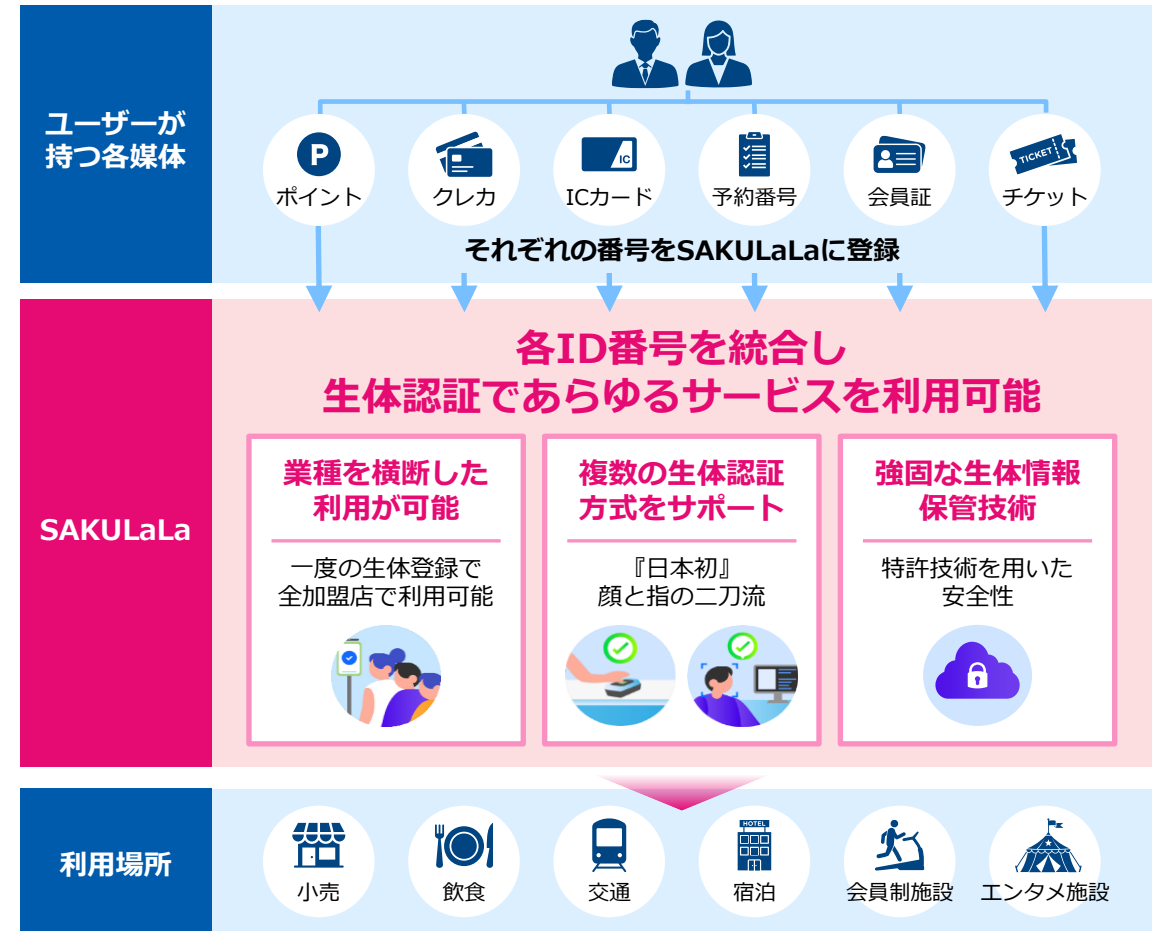 ユーザーが
持つ各媒体
P
IC
TICKET
ポイント
クレカ
ICカード
予約番号
会員証
チケット
それぞれの番号をSAKULaLaに登録
SAKULaLa
各ID番号を統合し
生体認証であらゆるサービスを利用可能
業種を横断した
利用が可能
一度の生体登録で
全加盟店で利用可能
複数の生体認証
方式をサポート
『日本初』
顔と指の二刀流
強固な生体情報
保管技術
特許技術を用いた
安全性
利用場所
HOTEL
小売
飲食
交通
宿泊
会員制施設
エンタメ施設